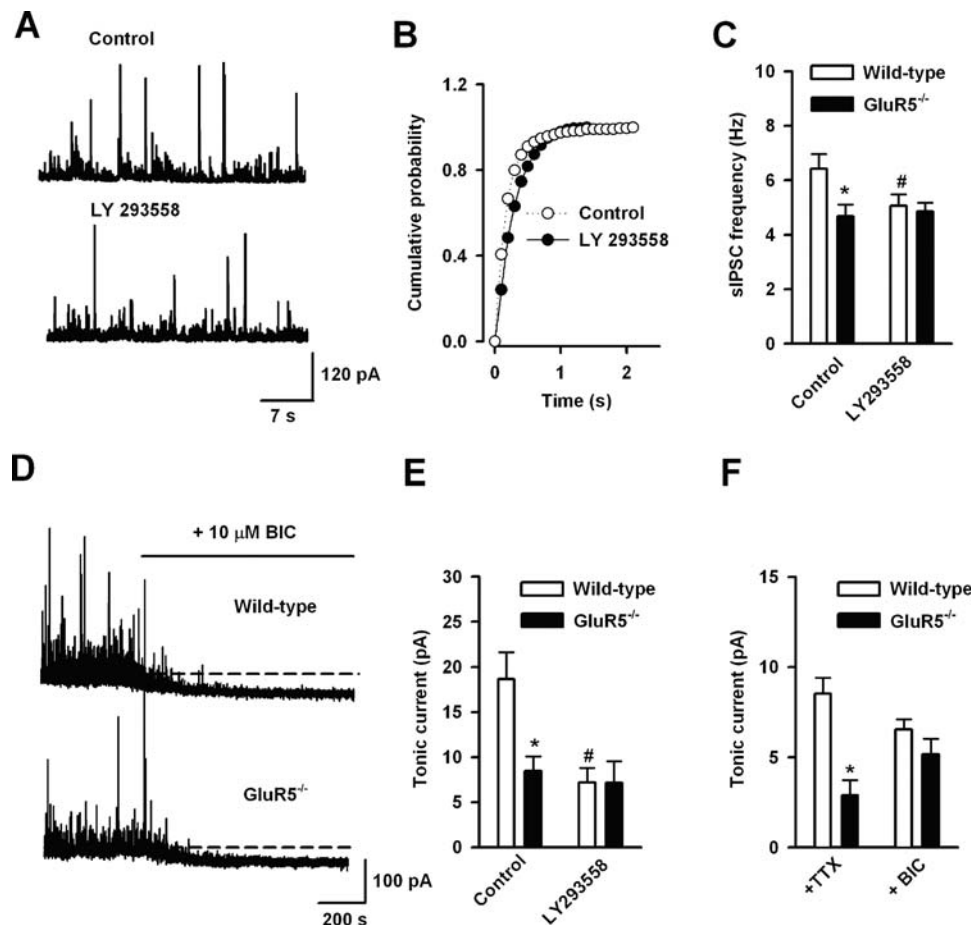 A
Control
LY 293558
120 pA
7 s
B
Cumulative probability
1.2
0.8
0.4
0.0
0 1 2
Time (s)
Control
LY 293558
C
sIPSC frequency (Hz)
10
8
6
4
2
0
Wild-type
GluR5-/-
*
#
Control
LY293558
D
+ 10 μM BIC
Wild-type
GluR5-/-
100 pA
200 s
E
Tonic current (pA)
30
25
20
15
10
5
0
Wild-type
GluR5-/-
*
#
Control
LY293558
F
Tonic current (pA)
15
10
5
0
Wild-type
GluR5-/-
*
+TTX
+ BIC